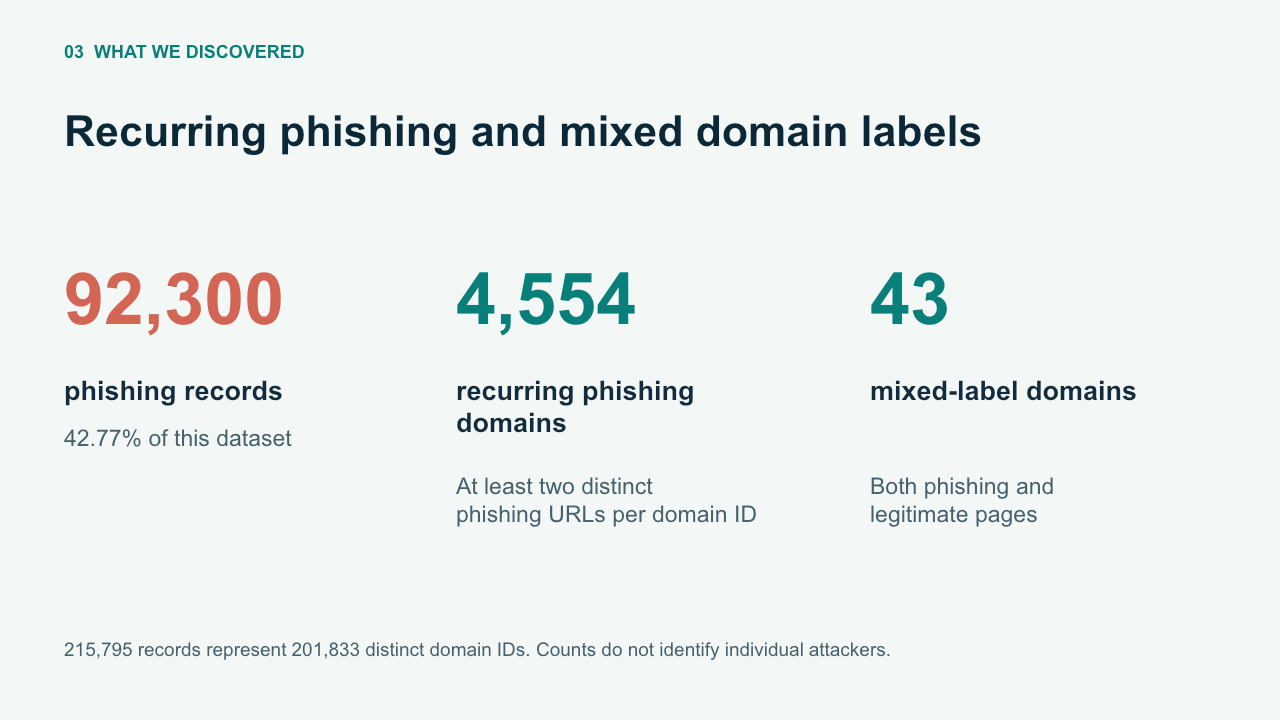 03 WHAT WE DISCOVERED
Recurring phishing and mixed domain labels
92,300
phishing records
42.77% of this dataset
4,554
recurring phishing
domains
At least two distinct
phishing URLs per domain ID
43
mixed-label domains
Both phishing and
legitimate pages
215,795 records represent 201,833 distinct domain IDs. Counts do not identify individual attackers.